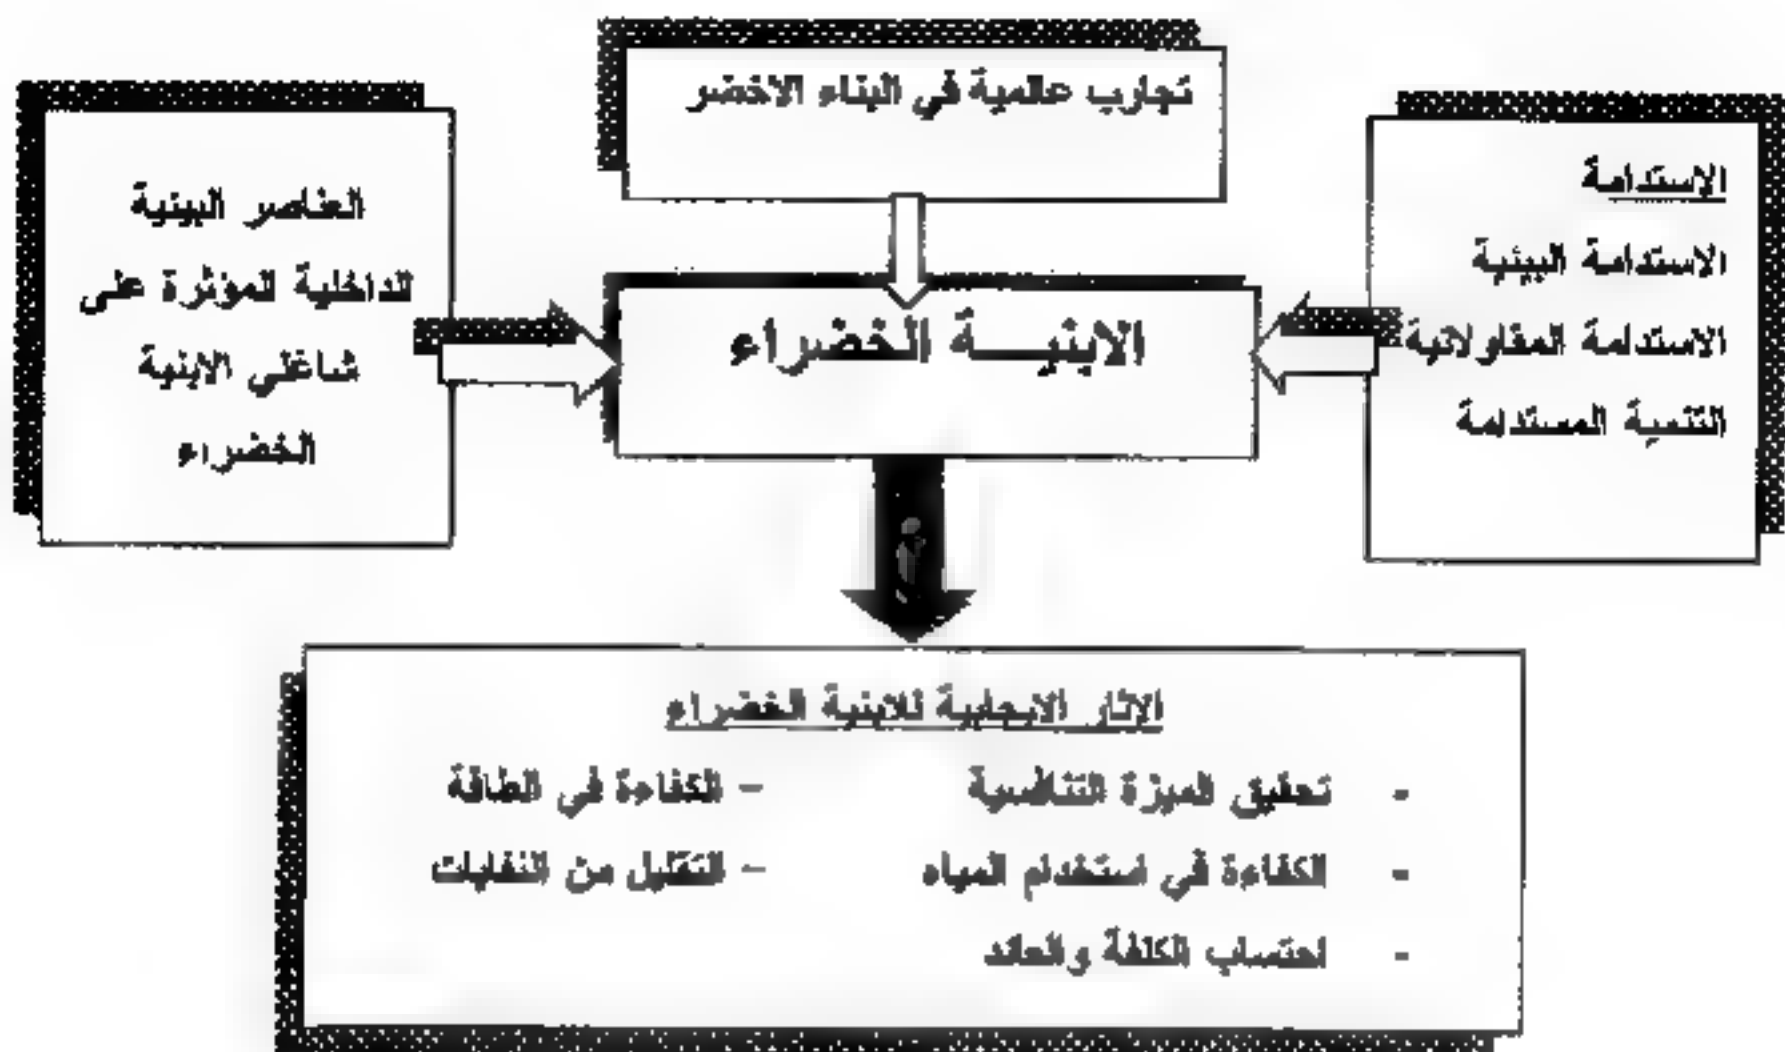 تجارب عالمية في البناء الاخضر
الإستدامة
الاستدامة البيئية
الاستدامة المقاولاتية
التنمية المستدامة
العناصر البيئية
الداخلية المؤثرة على
شاغلي الابنية
الخضراء
الابنيـــة الخضراء
الاثار الايجابية للابنية الخضراء
- تحقيق الميزة التنافسية – الكفاءة في الطاقة
- الكفاءة في استخدام المياه – التقليل من النفايات
- احتساب الكلفة والعائد